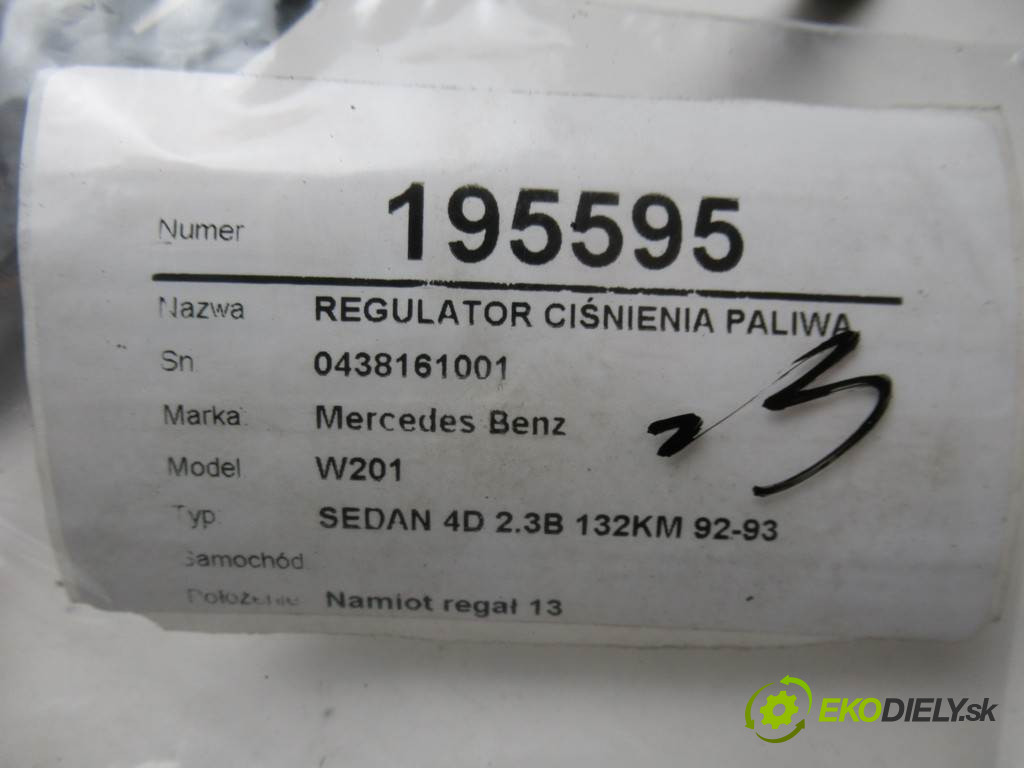 Numer 195595
Nazwa REGULATOR CIŚNIENIA PALIWA
Sn 0438161001
Marka Mercedes Benz
Model W201
Typ SEDAN 4D 2.3B 132KM 92-93
Samochód
Położenie Namiot regał 13
EKODIELY.sk